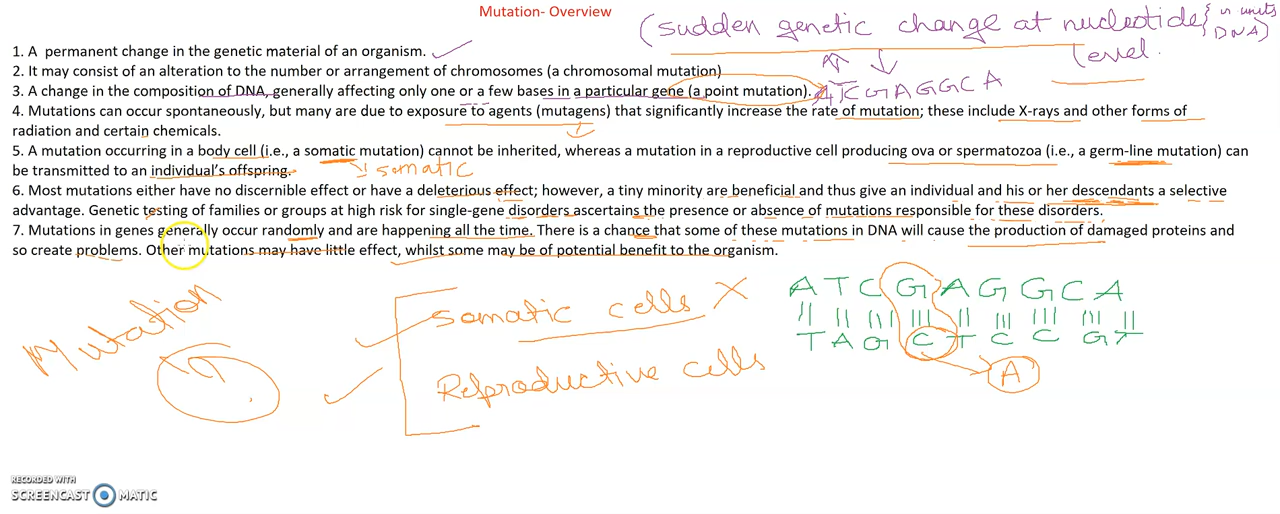 Mutation- Overview
(sudden genetic change at nucleotide { in units DNA)
level.
1. A permanent change in the genetic material of an organism.
2. It may consist of an alteration to the number or arrangement of chromosomes (a chromosomal mutation)
3. A change in the composition of DNA, generally affecting only one or a few bases in a particular gene (a point mutation). ATCGAGGCA
4. Mutations can occur spontaneously, but many are due to exposure to agents (mutagens) that significantly increase the rate of mutation; these include X-rays and other forms of
radiation and certain chemicals.
5. A mutation occurring in a body cell (i.e., a somatic mutation) cannot be inherited, whereas a mutation in a reproductive cell producing ova or spermatozoa (i.e., a germ-line mutation) can
be transmitted to an individual's offspring. somatic
6. Most mutations either have no discernible effect or have a deleterious effect; however, a tiny minority are beneficial and thus give an individual and his or her descendants a selective
advantage. Genetic testing of families or groups at high risk for single-gene disorders ascertains the presence or absence of mutations responsible for these disorders.
7. Mutations in genes generally occur randomly and are happening all the time. There is a chance that some of these mutations in DNA will cause the production of damaged proteins and
so create problems. Other mutations may have little effect, whilst some may be of potential benefit to the organism.
Mutation
Somatic cells X
Reproductive cells
A T C G A G G C A
T A G C T C C G T
A
RECORDED WITH
SCREENCAST MATIC